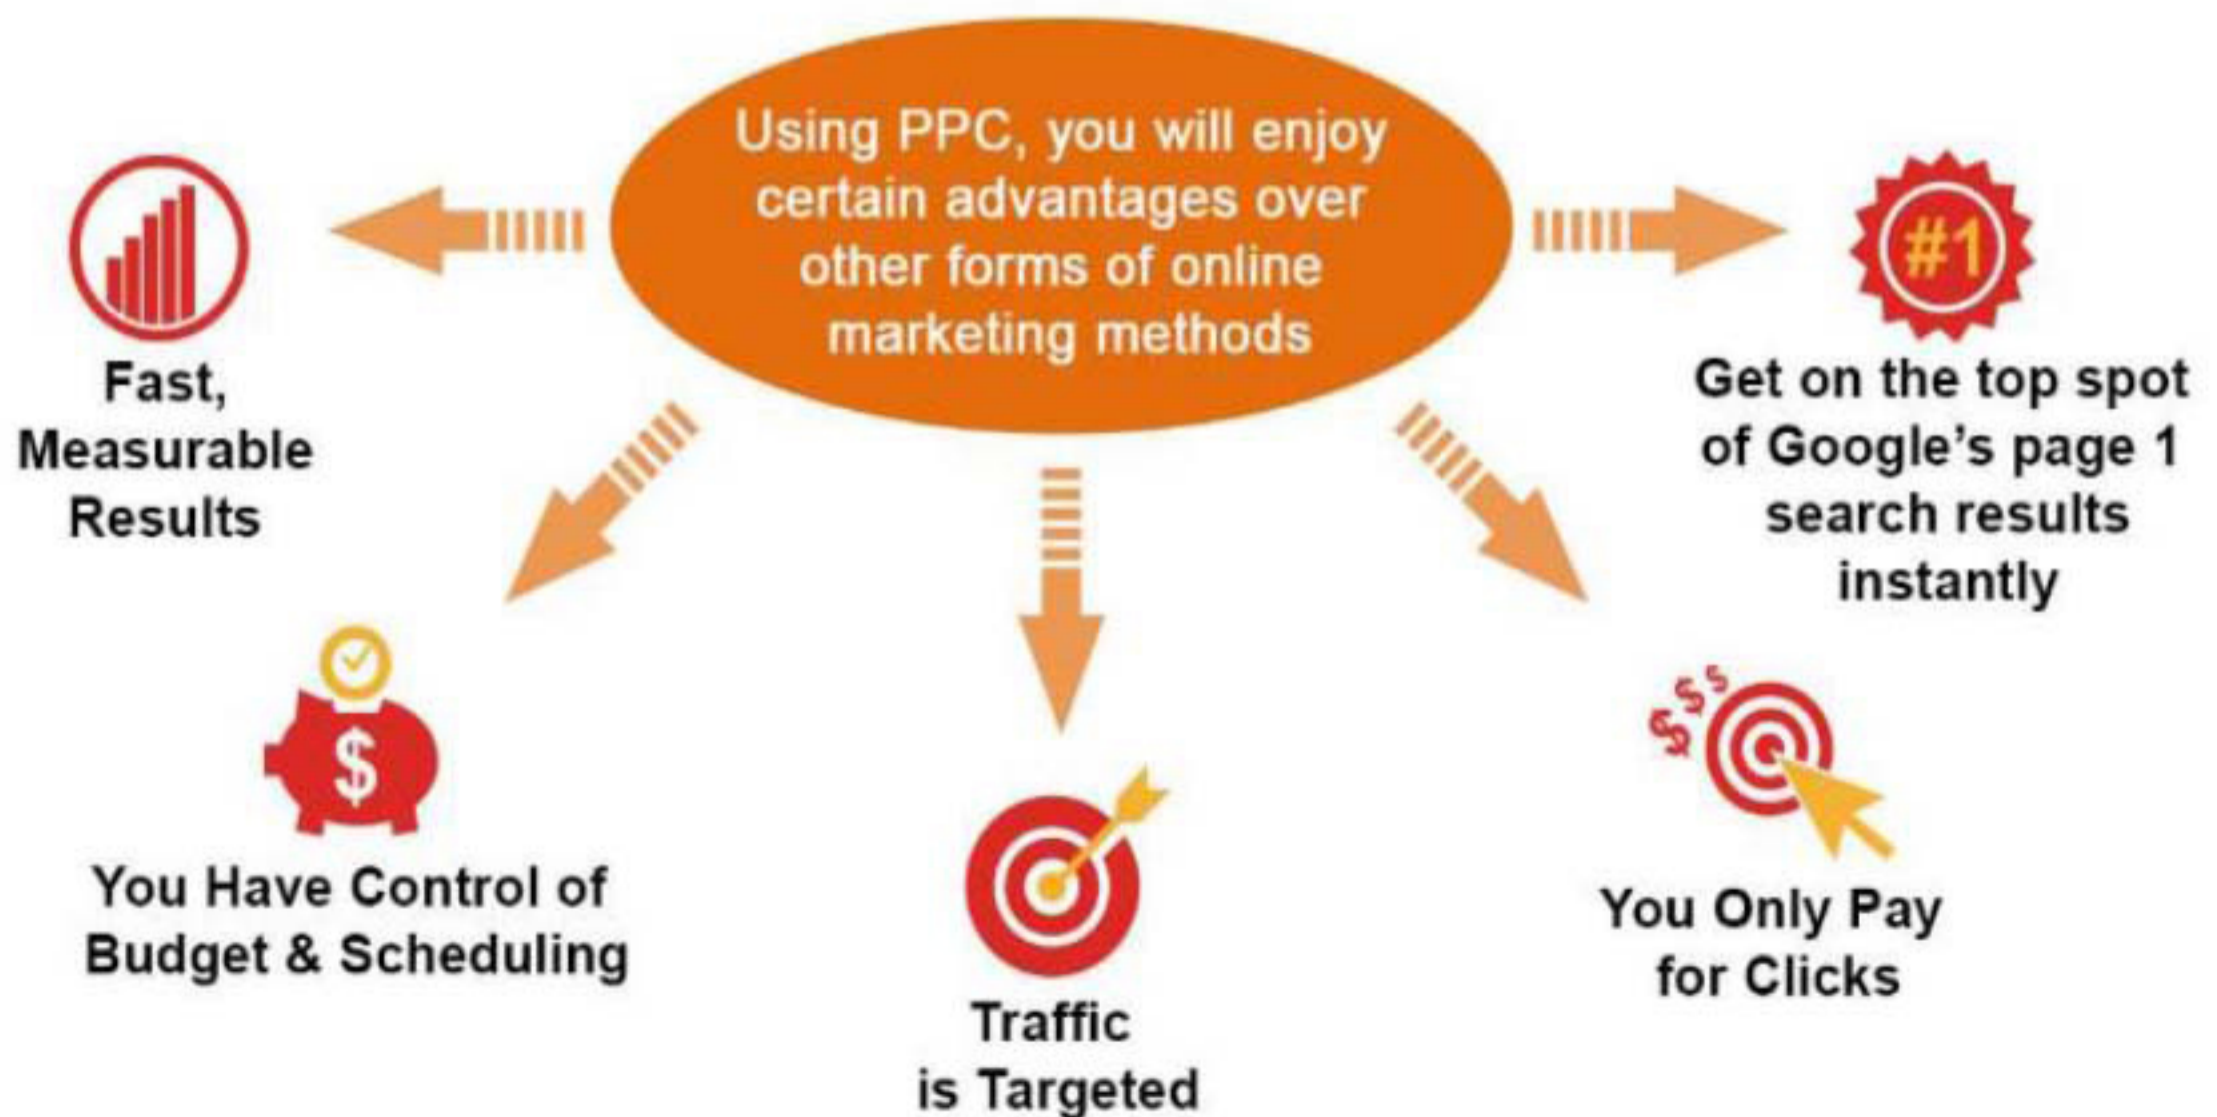 Using PPC, you will enjoy
certain advantages over
other forms of online
marketing methods
Fast,
Measurable
Results
#1
Get on the top spot
of Google's page 1
search results
instantly
$
You Have Control of
Budget & Scheduling
Traffic
is Targeted
$ $ $
You Only Pay
for Clicks